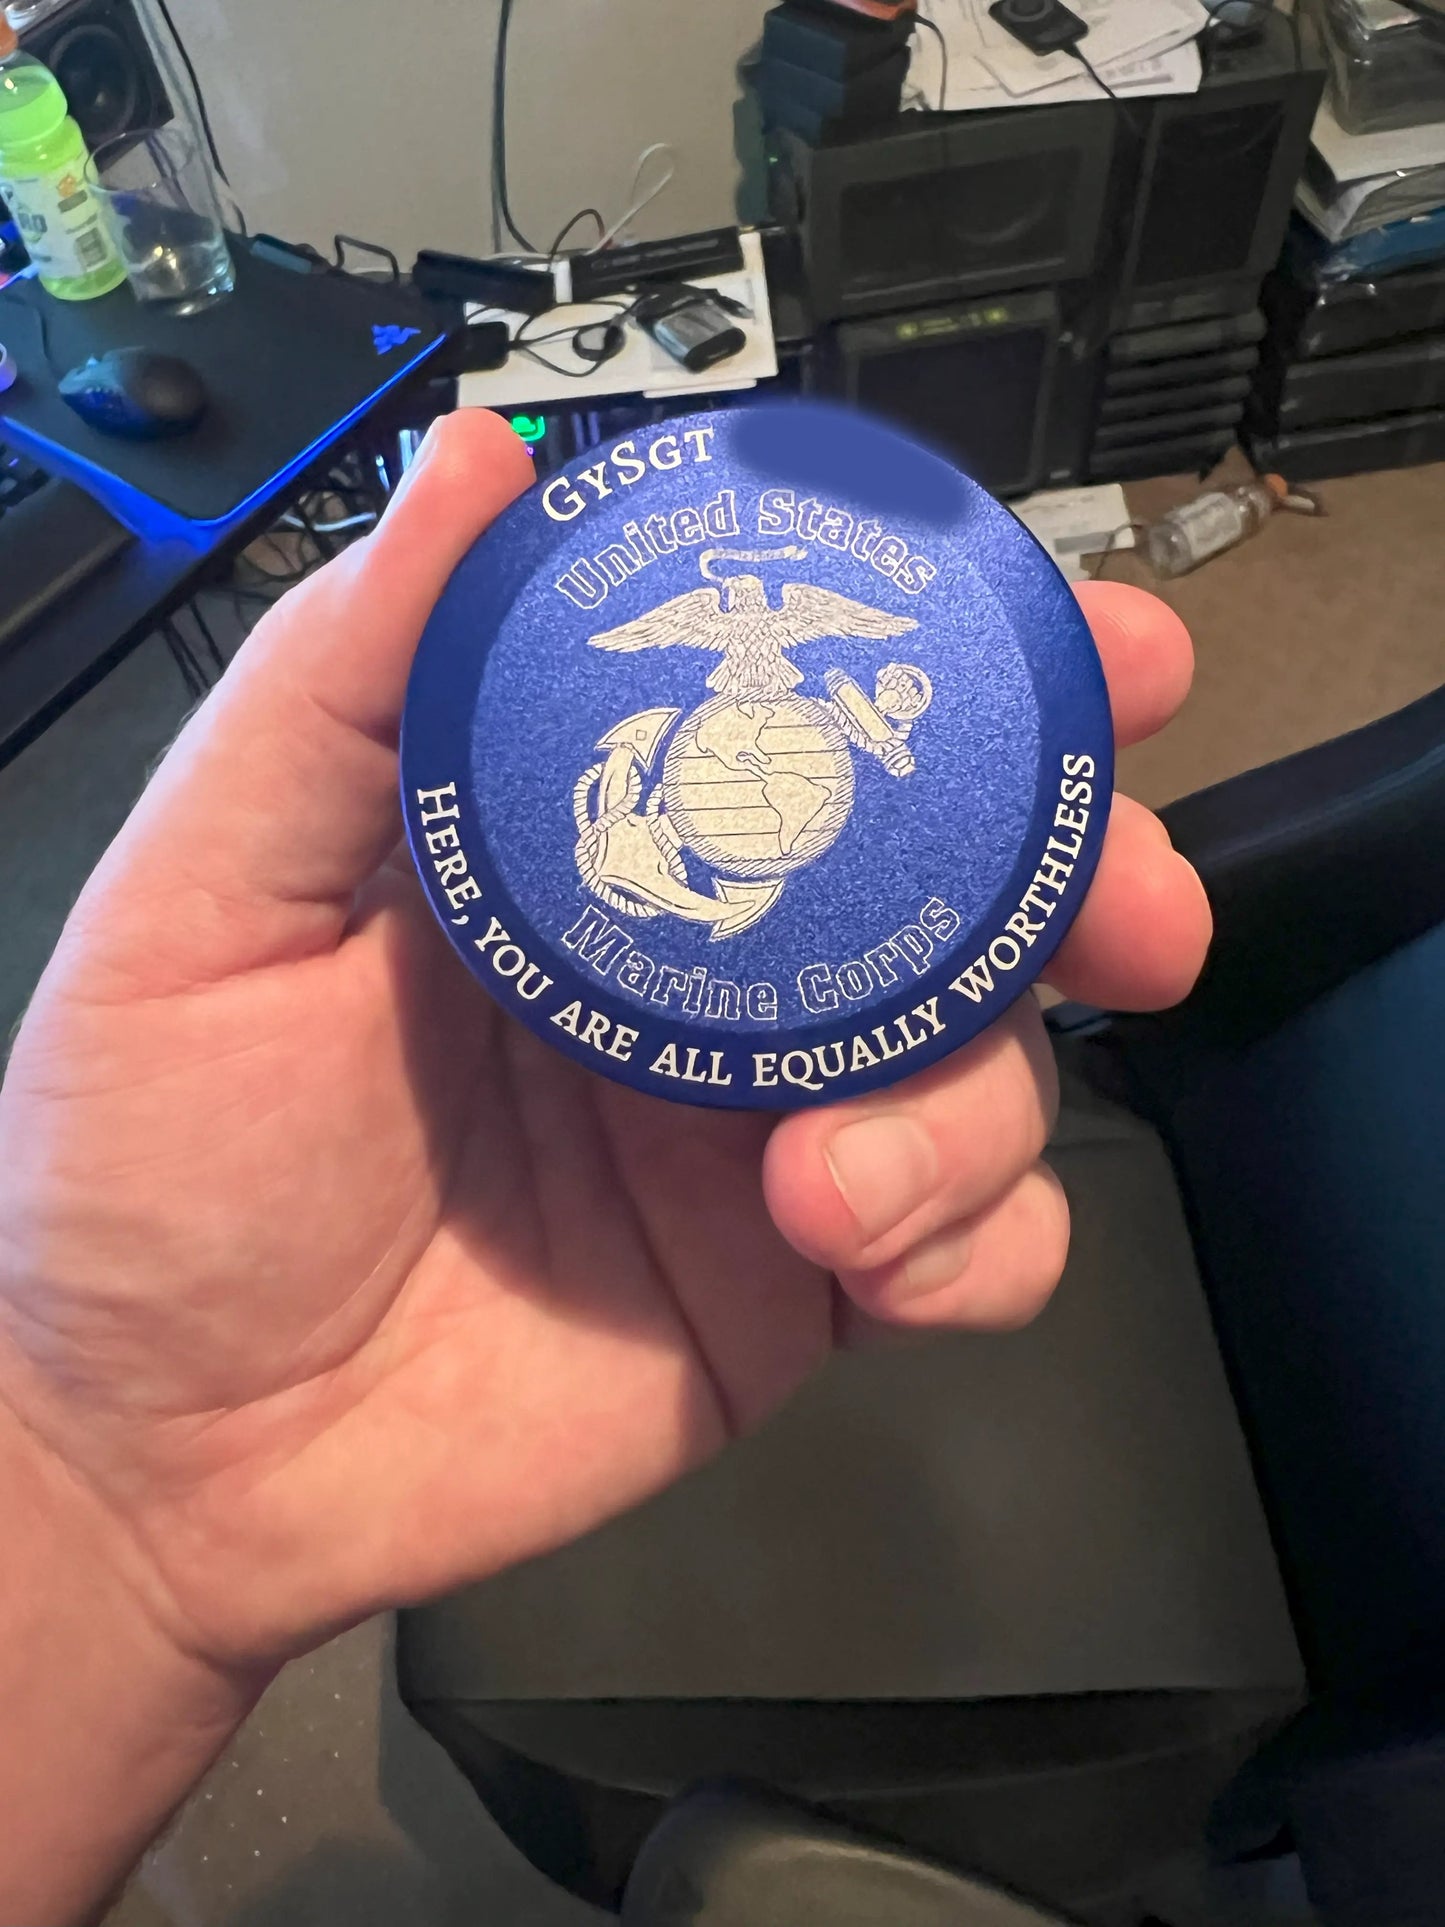 GySgt
United States
Marine Corps
Here, you are all equally worthless